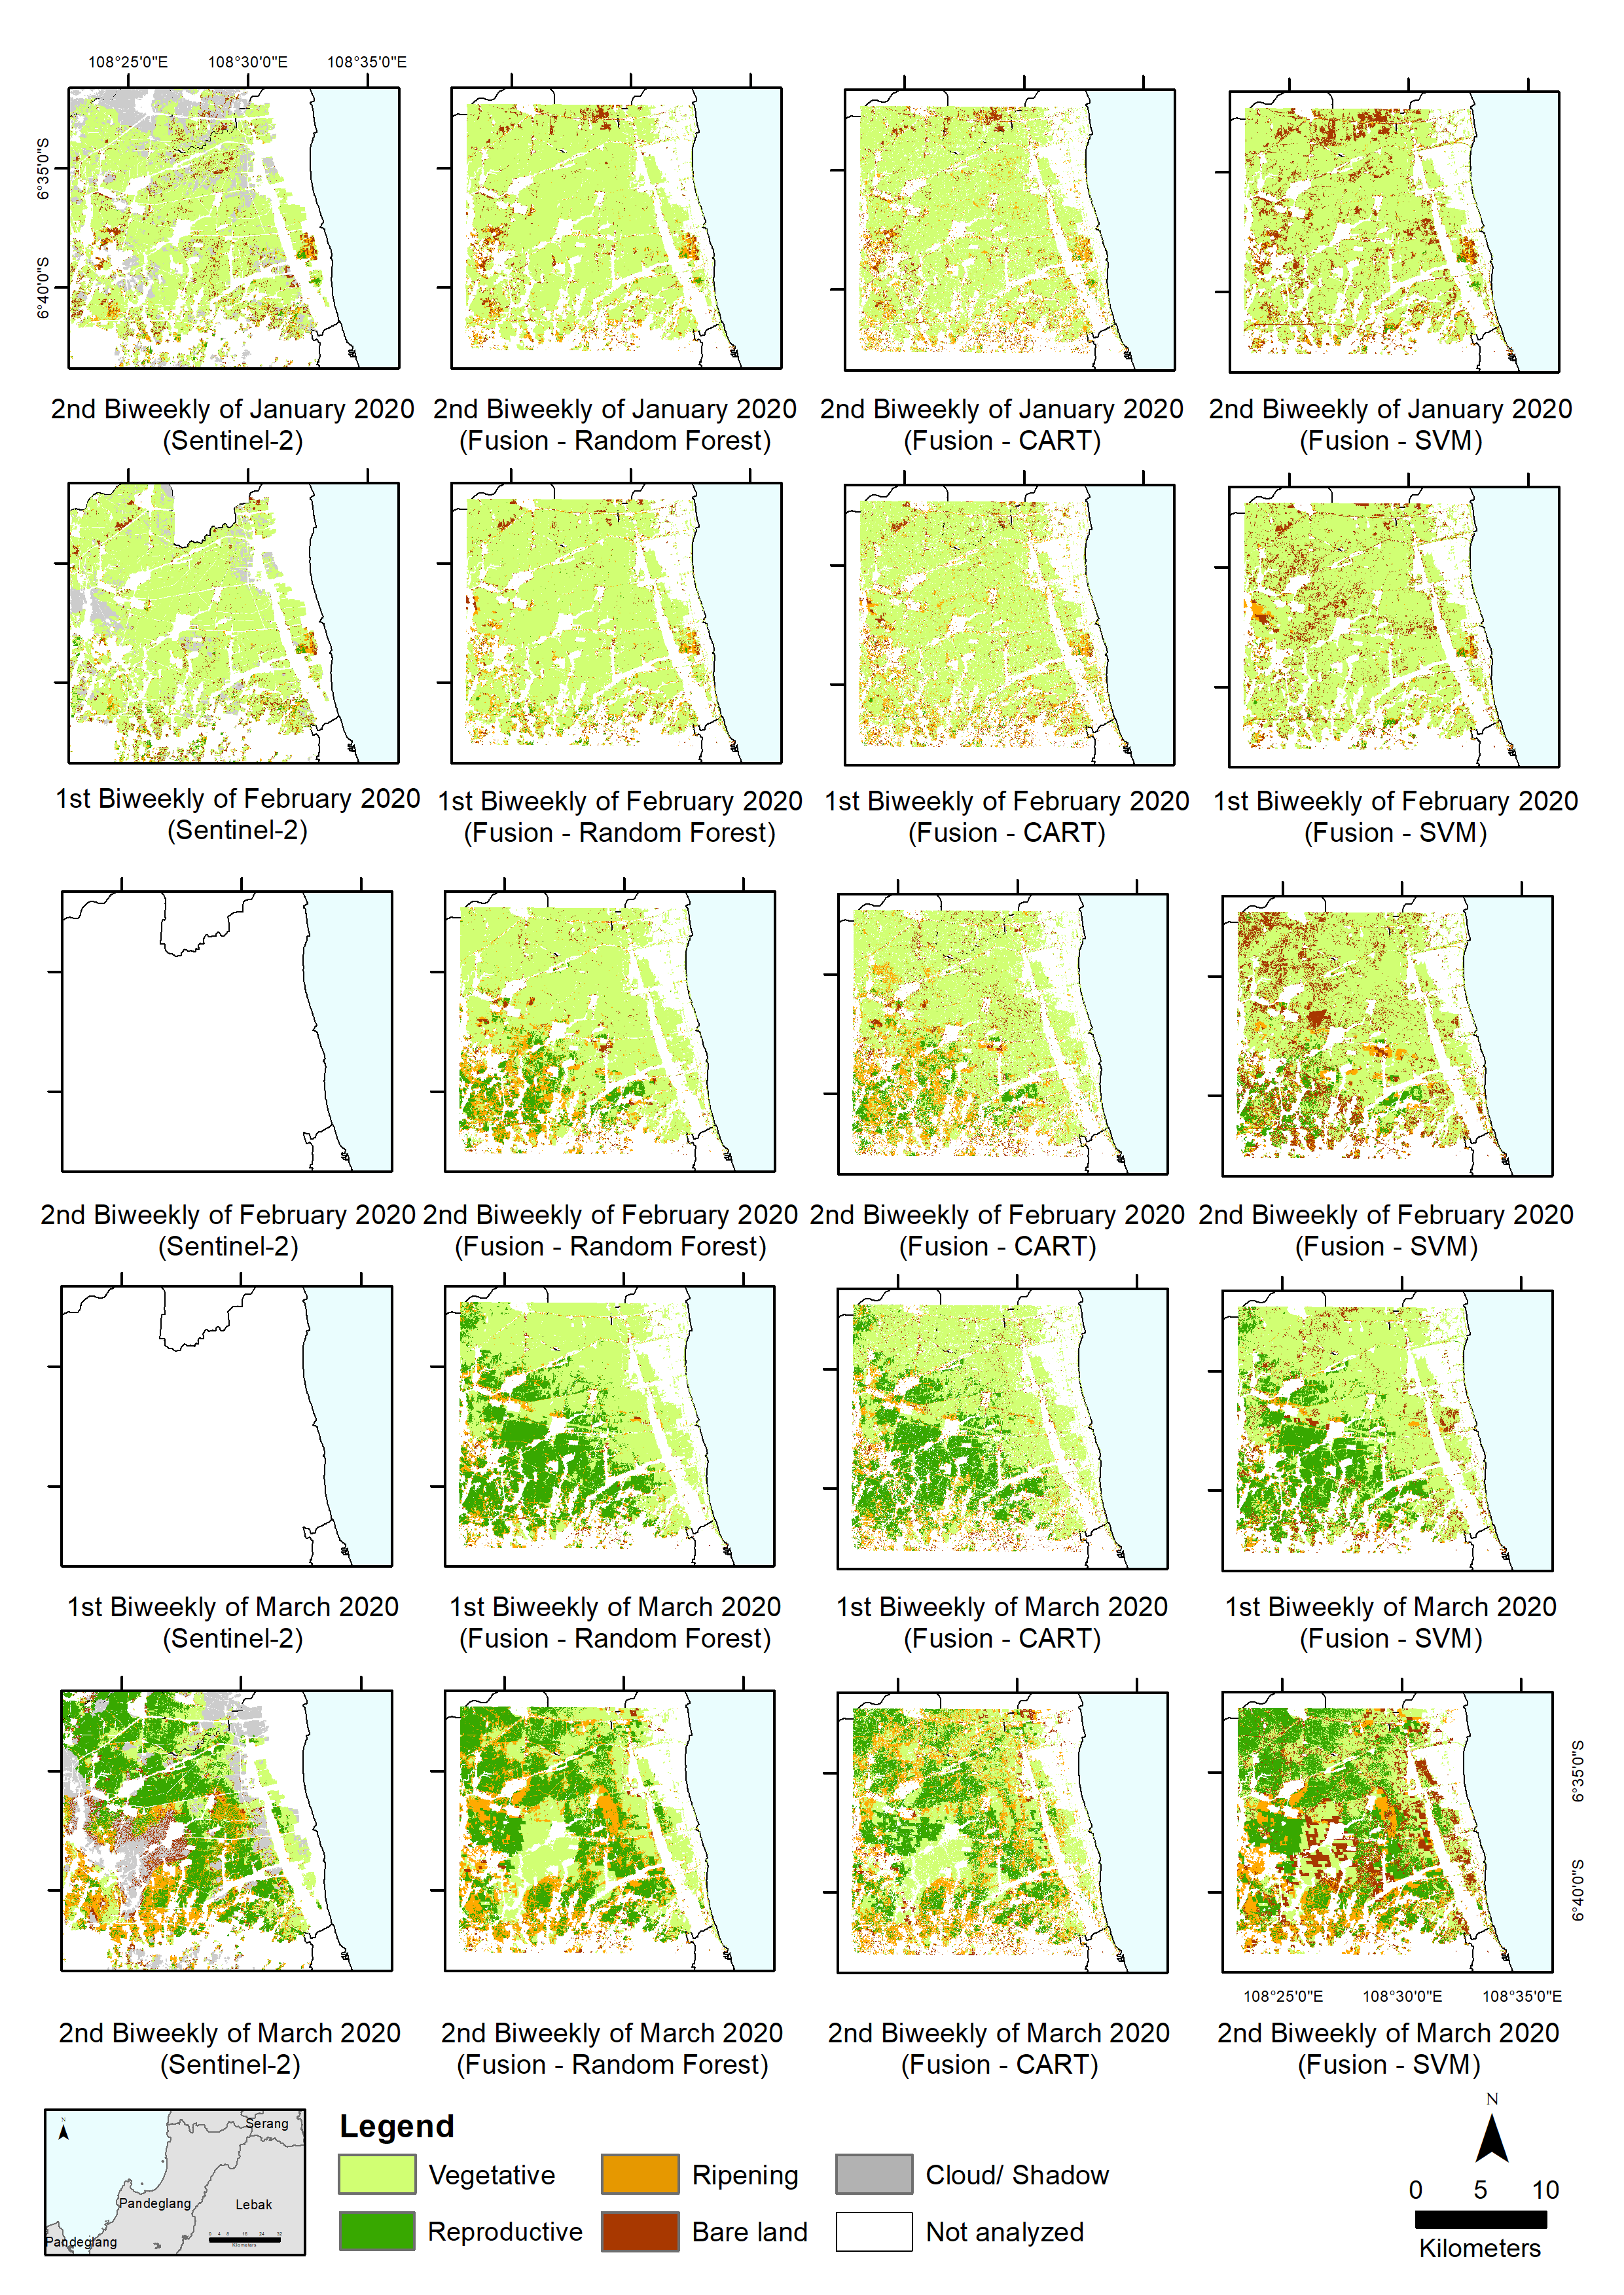 108°25'0"E 108°30'0"E 108°35'0"E
6°35'0"S
6°40'0"S
2nd Biweekly of January 2020 (Sentinel-2)
2nd Biweekly of January 2020 (Fusion - Random Forest)
2nd Biweekly of January 2020 (Fusion - CART)
2nd Biweekly of January 2020 (Fusion - SVM)
1st Biweekly of February 2020 (Sentinel-2)
1st Biweekly of February 2020 (Fusion - Random Forest)
1st Biweekly of February 2020 (Fusion - CART)
1st Biweekly of February 2020 (Fusion - SVM)
2nd Biweekly of February 2020 (Sentinel-2)
2nd Biweekly of February 2020 (Fusion - Random Forest)
2nd Biweekly of February 2020 (Fusion - CART)
2nd Biweekly of February 2020 (Fusion - SVM)
1st Biweekly of March 2020 (Sentinel-2)
1st Biweekly of March 2020 (Fusion - Random Forest)
1st Biweekly of March 2020 (Fusion - CART)
1st Biweekly of March 2020 (Fusion - SVM)
6°35'0"S
6°40'0"S
108°25'0"E 108°30'0"E 108°35'0"E
2nd Biweekly of March 2020 (Sentinel-2)
2nd Biweekly of March 2020 (Fusion - Random Forest)
2nd Biweekly of March 2020 (Fusion - CART)
2nd Biweekly of March 2020 (Fusion - SVM)
N
Serang
Pandeglang
Lebak
Pandeglang
0 4 8 16 24 32
Kilometers
Legend
Vegetative
Ripening
Cloud/ Shadow
Reproductive
Bare land
Not analyzed
N
0 5 10
Kilometers